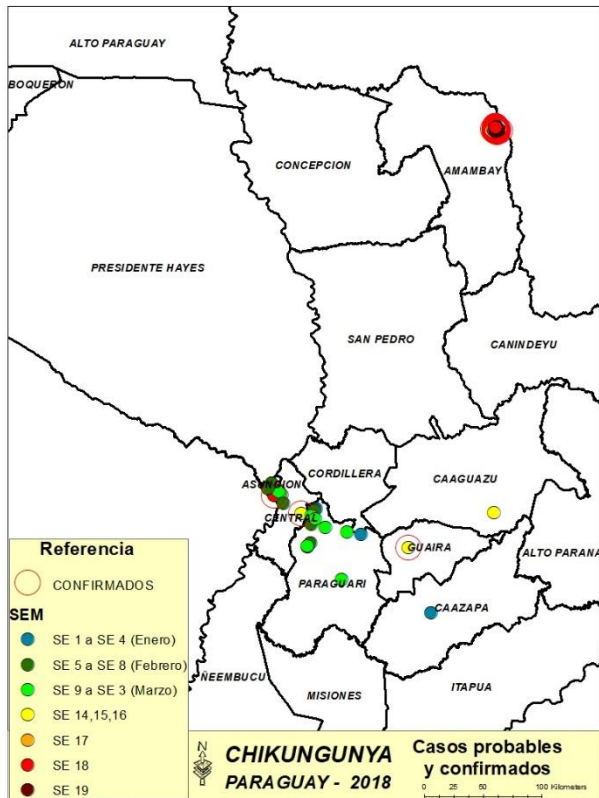 ALTO PARAGUAY
BOQUERON
CONCEPCION
AMAMBAY
PRESIDENTE HAYES
SAN PEDRO
CANINDEYU
CORDILLERA
ASUNCION
CAAGUAZU
CENTRAL
GUAIRA
ALTO PARANA
PARAGUARI
CAAZAPA
ÑEEMBUCU
MISIONES
ITAPUA
Referencia
CONFIRMADOS
SEM
SE 1 a SE 4 (Enero)
SE 5 a SE 8 (Febrero)
SE 9 a SE 3 (Marzo)
SE 14,15,16
SE 17
SE 18
SE 19
N
CHIKUNGUNYA
PARAGUAY - 2018
Casos probables
y confirmados
0 25 50 100 Kilometers